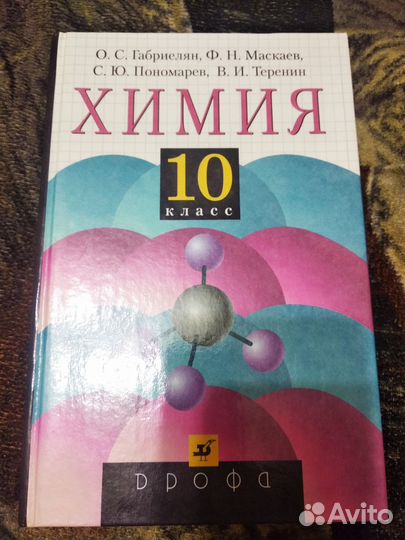 О. С. Габриелян, Ф. Н. Маскаев,
С. Ю. Пономарев, В. И. Теренин
ХИМИЯ
10
класс
ДРОФА
Avito